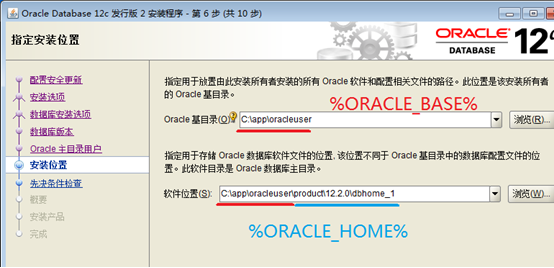 Oracle Database 12c 发行版 2 安装程序 - 第 6 步 (共 10 步)
指定安装位置
ORACLE
DATABASE
12c
配置安全更新
安装选项
数据库安装选项
数据库版本
Oracle 主目录用户
安装位置
先决条件检查
概要
安装产品
完成
指定用于放置由此安装所有者安装的所有 Oracle 软件和配置相关文件的路径。此位置是该安装所有者
的 Oracle 基目录。
%ORACLE_BASE%
Oracle 基目录(O):
C:\app\oracleuser
浏览(R)...
指定用于存储 Oracle 数据库软件文件的位置, 该位置不同于 Oracle 基目录中的数据库配置文件的位
置。此软件目录是 Oracle 数据库主目录。
软件位置(S):
C:\app\oracleuser\product\12.2.0\dbhome_1
浏览(W)...
%ORACLE_HOME%